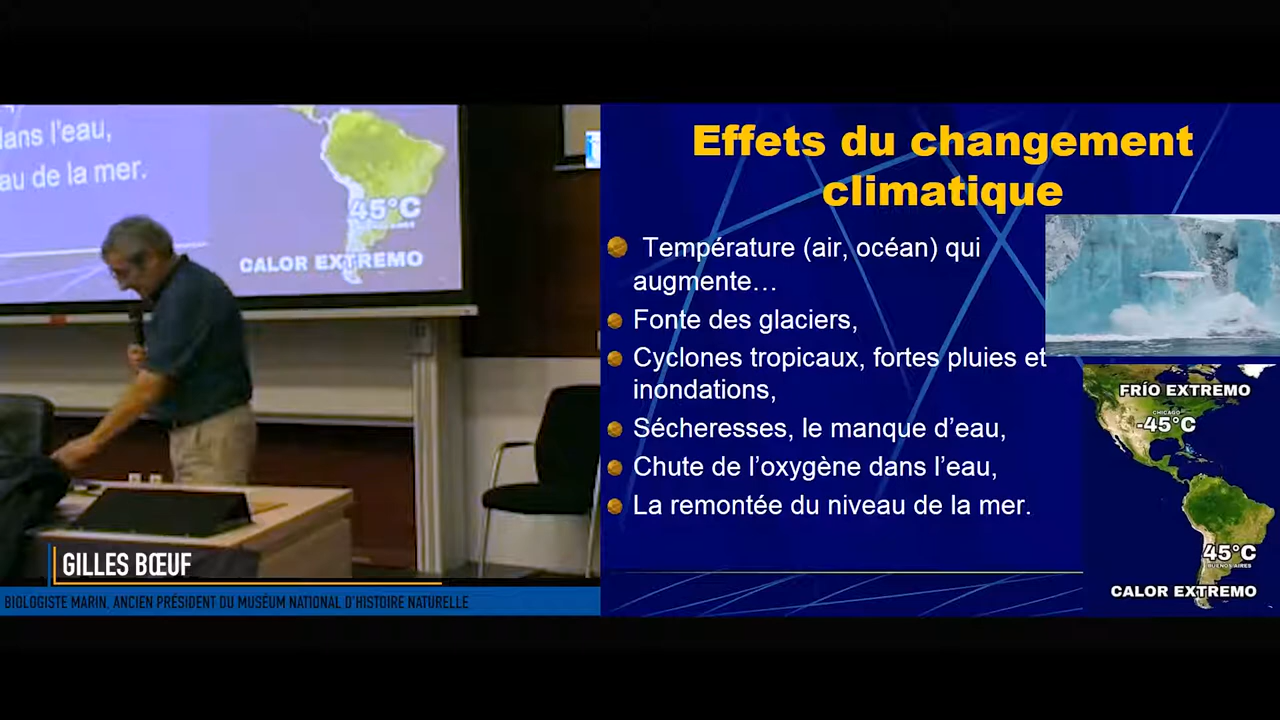 dans l'eau,
au de la mer.
45°C
CALOR EXTREMO
GILLES BŒUF
BIOLOGISTE MARIN, ANCIEN PRÉSIDENT DU MUSÉUM NATIONAL D'HISTOIRE NATURELLE
Effets du changement
climatique
Température (air, océan) qui
augmente…
Fonte des glaciers,
Cyclones tropicaux, fortes pluies et
inondations,
Sécheresses, le manque d'eau,
Chute de l'oxygène dans l'eau,
La remontée du niveau de la mer.
FRÍO EXTREMO
CHICAGO
-45°C
45°C
BUENOS AIRES
CALOR EXTREMO